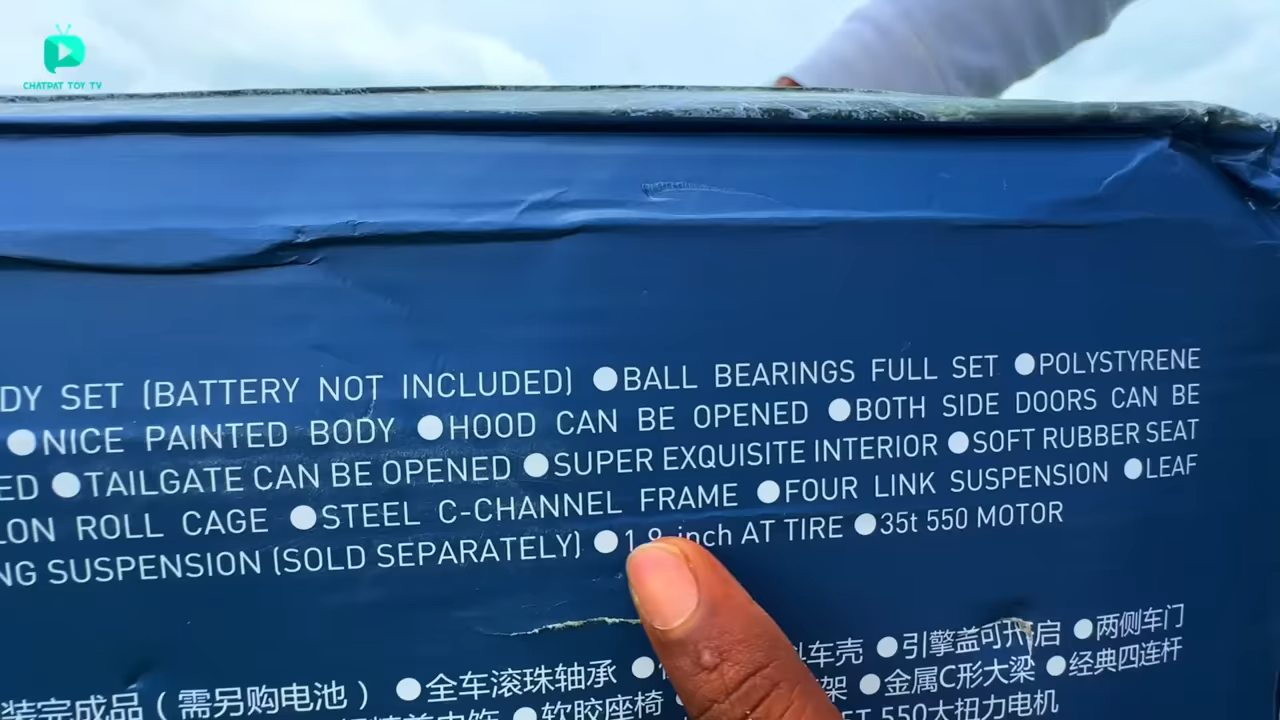 CHATPAT TOY TV
DY SET (BATTERY NOT INCLUDED) ●BALL BEARINGS FULL SET ●POLYSTYRENE
●NICE PAINTED BODY ●HOOD CAN BE OPENED ●BOTH SIDE DOORS CAN BE
ED ●TAILGATE CAN BE OPENED ●SUPER EXQUISITE INTERIOR ●SOFT RUBBER SEAT
LON ROLL CAGE ●STEEL C-CHANNEL FRAME ●FOUR LINK SUSPENSION ●LEAF
NG SUSPENSION (SOLD SEPARATELY) ●1.9 inch AT TIRE ●35t 550 MOTOR
装完成品（需另购电池） ●全车滚珠轴承 ● 车壳 ●引擎盖可开启 ●两侧车门
●软胶座椅 架 ●金属C形大梁 ●经典四连杆
550大扭力电机